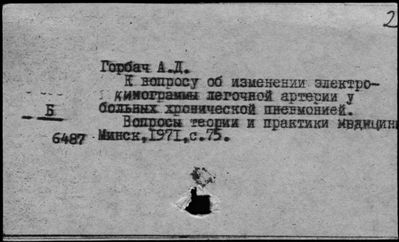 2
Горбач А.Д.
К вопросу об изменении электро-
кимограммы легочной артерии у
больных хронической пневмонией.
Вопросы теории и практики медицин
Минск,1971,с.75.
Б
6487